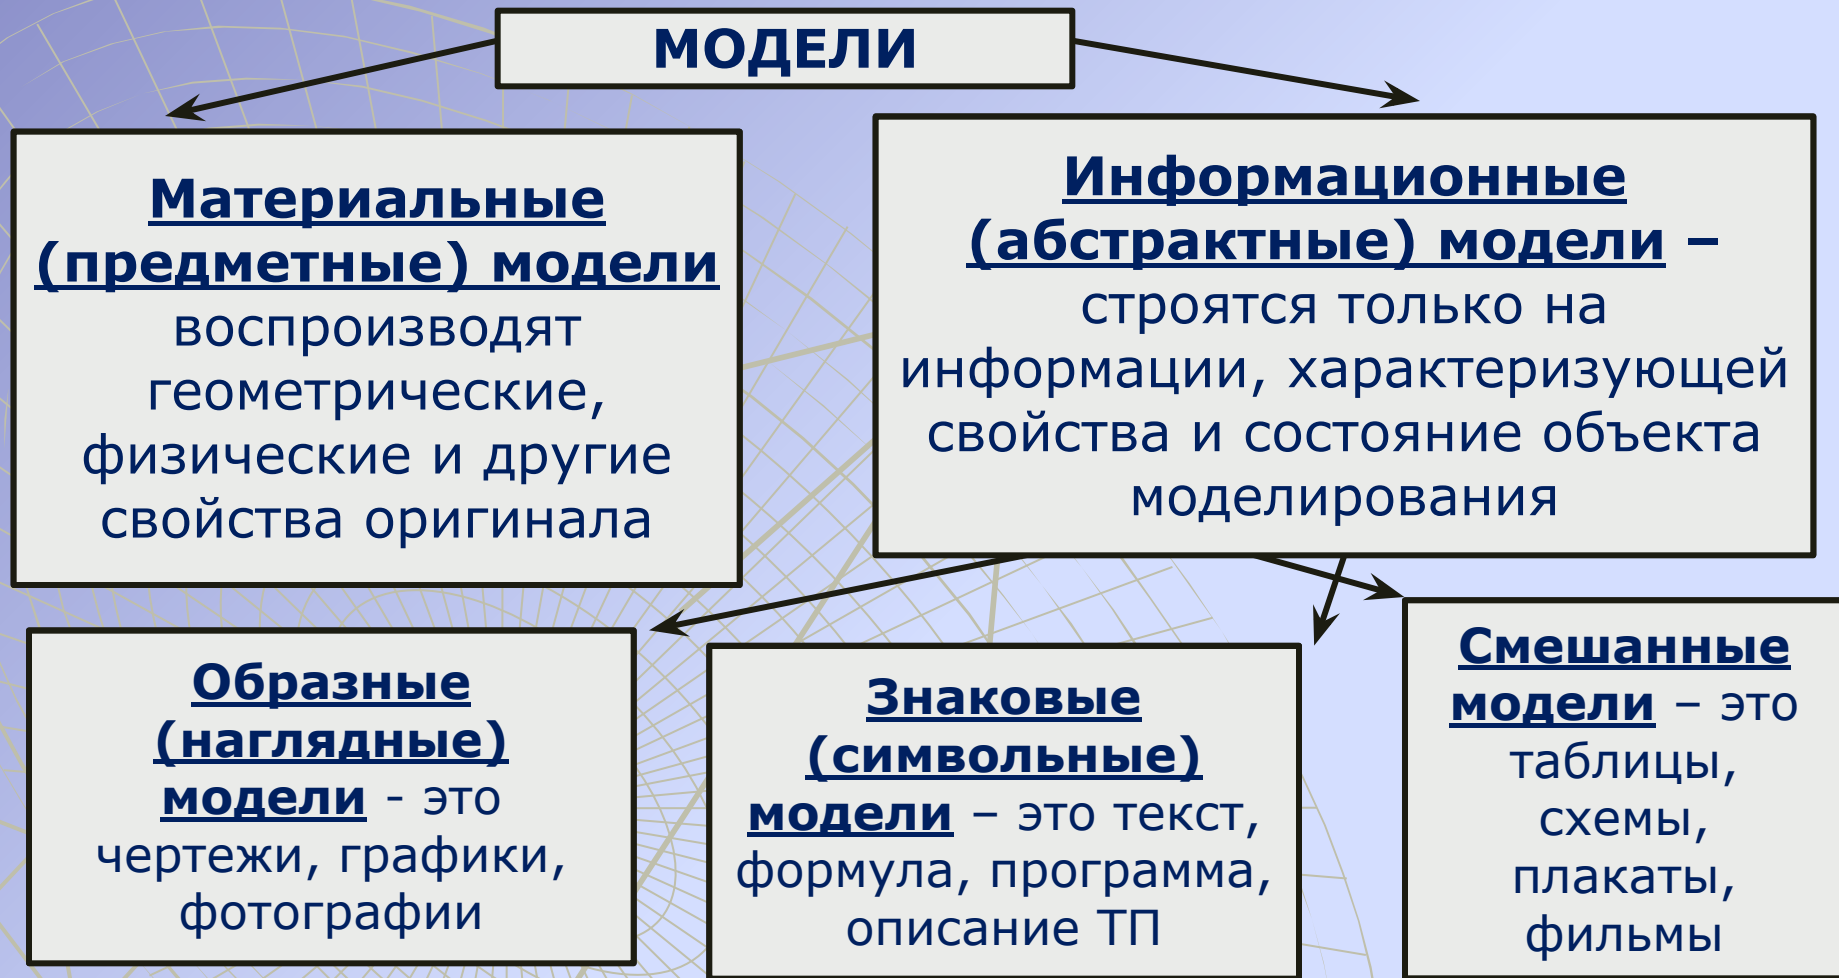 МОДЕЛИ
Материальные
(предметные) модели
воспроизводят
геометрические,
физические и другие
свойства оригинала
Информационные
(абстрактные) модели –
строятся только на
информации, характеризующей
свойства и состояние объекта
моделирования
Образные
(наглядные)
модели - это
чертежи, графики,
фотографии
Знаковые
(символьные)
модели – это текст,
формула, программа,
описание ТП
Смешанные
модели – это
таблицы,
схемы,
плакаты,
фильмы